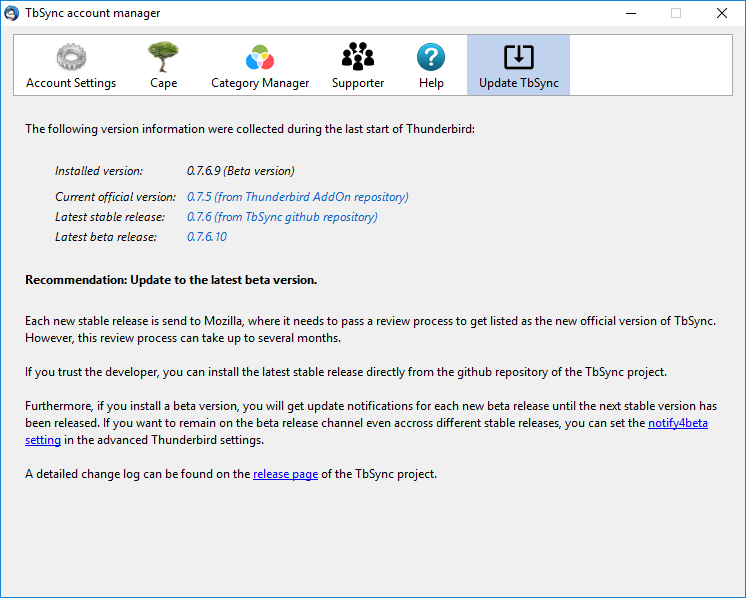 TbSync account manager
Account Settings
Cape
Category Manager
Supporter
Help
Update TbSync
The following version information were collected during the last start of Thunderbird:
Installed version: 0.7.6.9 (Beta version)
Current official version: 0.7.5 (from Thunderbird AddOn repository)
Latest stable release: 0.7.6 (from TbSync github repository)
Latest beta release: 0.7.6.10
Recommendation: Update to the latest beta version.
Each new stable release is send to Mozilla, where it needs to pass a review process to get listed as the new official version of TbSync.
However, this review process can take up to several months.
If you trust the developer, you can install the latest stable release directly from the github repository of the TbSync project.
Furthermore, if you install a beta version, you will get update notifications for each new beta release until the next stable version has
been released. If you want to remain on the beta release channel even accross different stable releases, you can set the notify4beta
setting in the advanced Thunderbird settings.
A detailed change log can be found on the release page of the TbSync project.